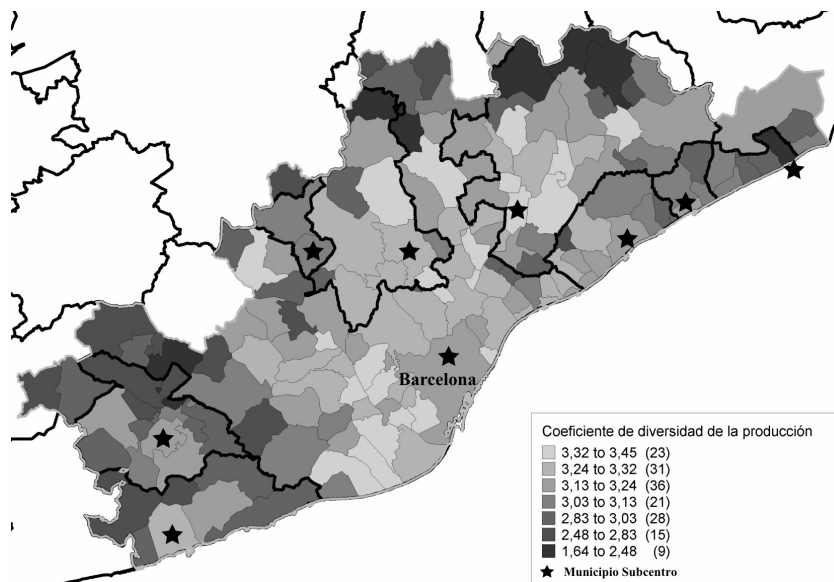 Barcelona
Coeficiente de diversidad de la producción
3,32 to 3,45 (23)
3,24 to 3,32 (31)
3,13 to 3,24 (36)
3,03 to 3,13 (21)
2,83 to 3,03 (28)
2,48 to 2,83 (15)
1,64 to 2,48 (9)
Municipio Subcentro